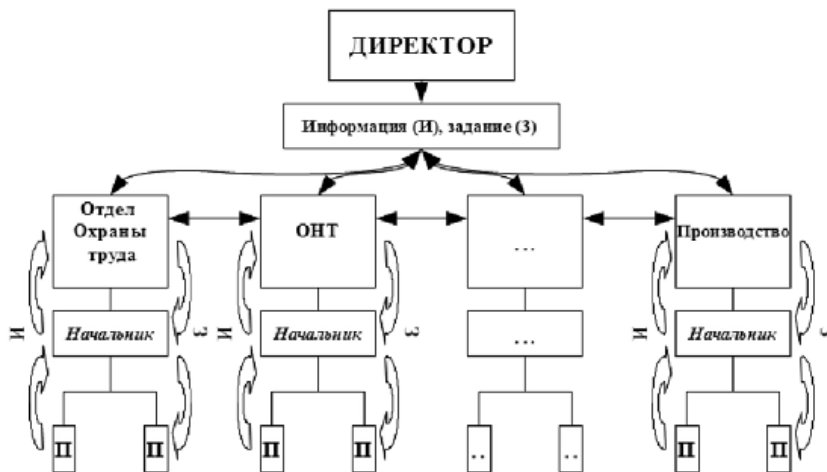 ДИРЕКТОР
Информация (И), задание (З)
Отдел
Охраны
труда
ОНТ
...
Производство
И
Начальник
З
И
Начальник
З
...
И
Начальник
З
П
П
П
П
..
..
П
П